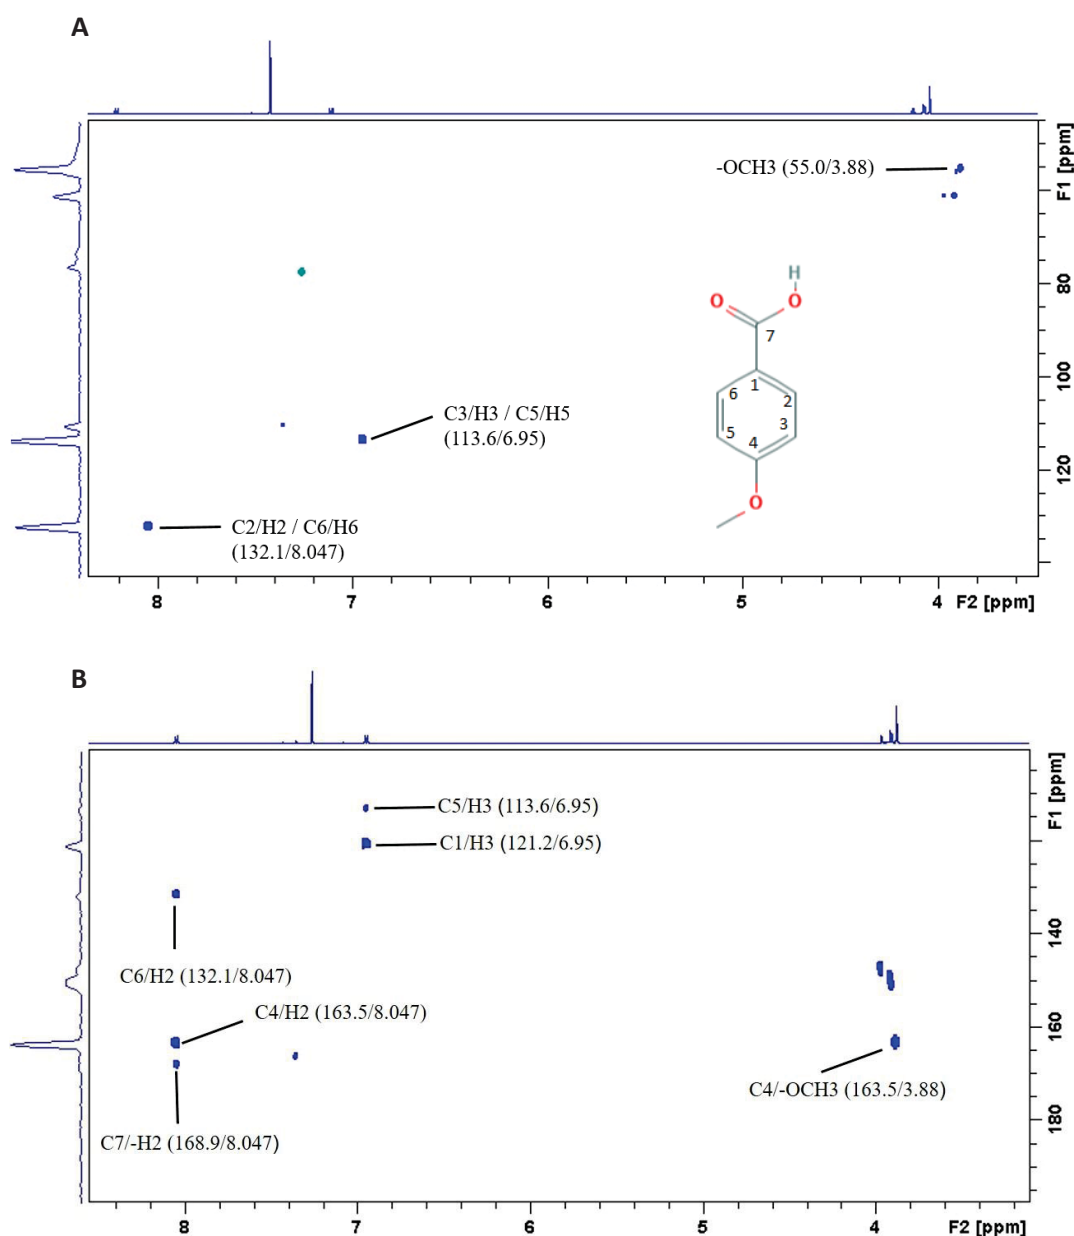 A
-OCH3 (55.0/3.88)
F1 [ppm]
80
100
120
H
O
O
7
1
6
2
5
3
4
O
C3/H3 / C5/H5
(113.6/6.95)
C2/H2 / C6/H6
(132.1/8.047)
8
7
6
5
4
F2 [ppm]
B
F1 [ppm]
C5/H3 (113.6/6.95)
C1/H3 (121.2/6.95)
140
C6/H2 (132.1/8.047)
C4/H2 (163.5/8.047)
160
C4/-OCH3 (163.5/3.88)
180
C7/-H2 (168.9/8.047)
8
7
6
5
4
F2 [ppm]